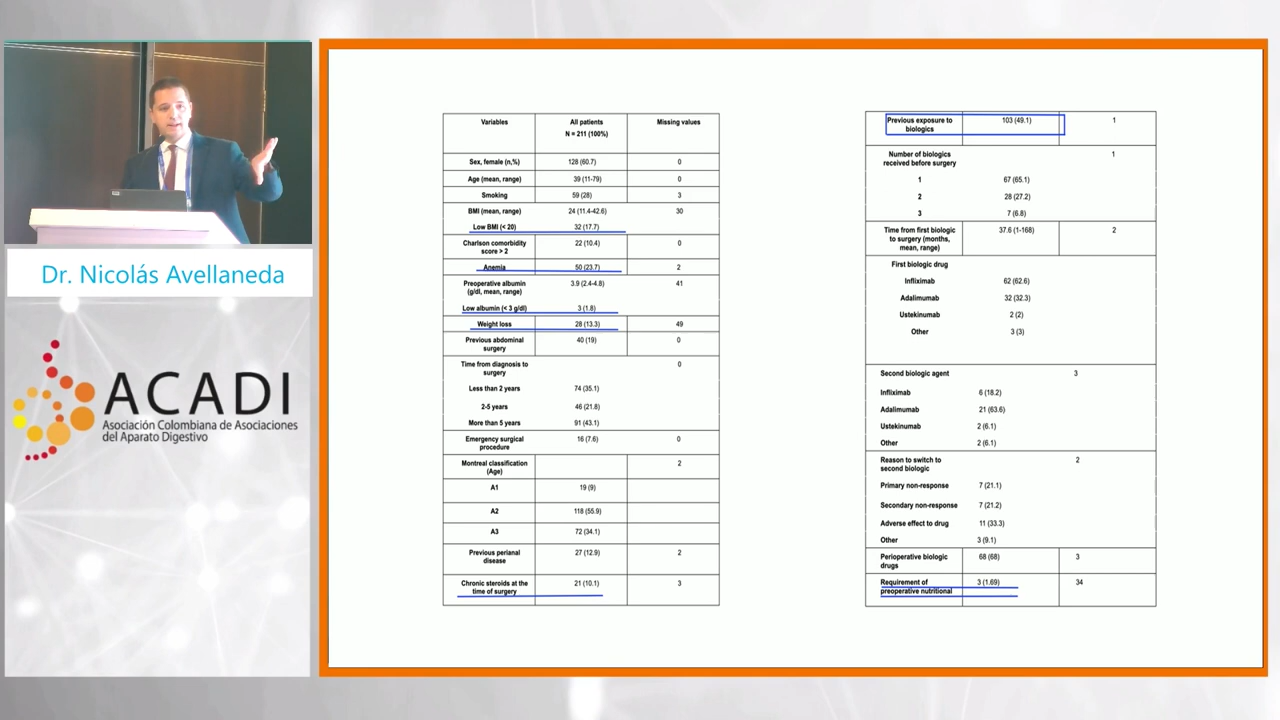 Dr. Nicolás Avellaneda
ACADI
Asociación Colombiana de Asociaciones
del Aparato Digestivo
Variables
All patients
N = 211 (100%)
Missing values
Sex, female (n,%) 128 (60.7) 0
Age (mean, range) 39 (11-79) 0
Smoking 59 (28) 3
BMI (mean, range) 24 (11.4-42.6) 30
Low BMI (< 20) 32 (17.7)
Charlson comorbidity
score > 2
22 (10.4) 0
Anemia 50 (23.7) 2
Preoperative albumin
(g/dl, mean, range)
3.9 (2.4-4.8) 41
Low albumin (< 3 g/dl) 3 (1.8)
Weight loss 28 (13.3) 49
Previous abdominal
surgery
40 (19) 0
Time from diagnosis to
surgery
0
Less than 2 years 74 (35.1)
2-5 years 46 (21.8)
More than 5 years 91 (43.1)
Emergency surgical
procedure
16 (7.6) 0
Montreal classification
(Age)
2
A1 19 (9)
A2 118 (55.9)
A3 72 (34.1)
Previous perianal
disease
27 (12.9) 2
Chronic steroids at the
time of surgery
21 (10.1) 3
Previous exposure to
biologics
103 (49.1) 1
Number of biologics
received before surgery
1
1 67 (65.1)
2 28 (27.2)
3 7 (6.8)
Time from first biologic
to surgery (months,
mean, range)
37.6 (1-168) 2
First biologic drug
Infliximab 62 (62.6)
Adalimumab 32 (32.3)
Ustekinumab 2 (2)
Other 3 (3)
Second biologic agent 3
Infliximab 6 (18.2)
Adalimumab 21 (63.6)
Ustekinumab 2 (6.1)
Other 2 (6.1)
Reason to switch to
second biologic
2
Primary non-response 7 (21.1)
Secondary non-response 7 (21.2)
Adverse effect to drug 11 (33.3)
Other 3 (9.1)
Perioperative biologic
drugs
68 (68) 3
Requirement of
preoperative nutritional
3 (1.69) 34